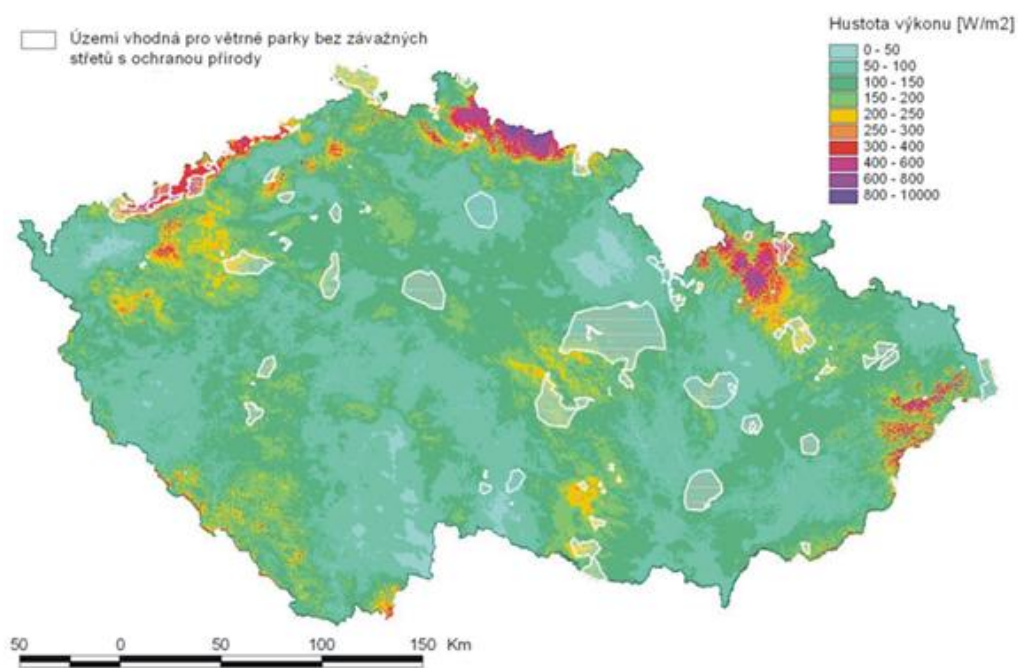 Území vhodná pro větrné parky bez závažných
střetů s ochranou přírody
Hustota výkonu [W/m2]
0 - 50
50 - 100
100 - 150
150 - 200
200 - 250
250 - 300
300 - 400
400 - 600
600 - 800
800 - 10000
50 0 50 100 150 Km